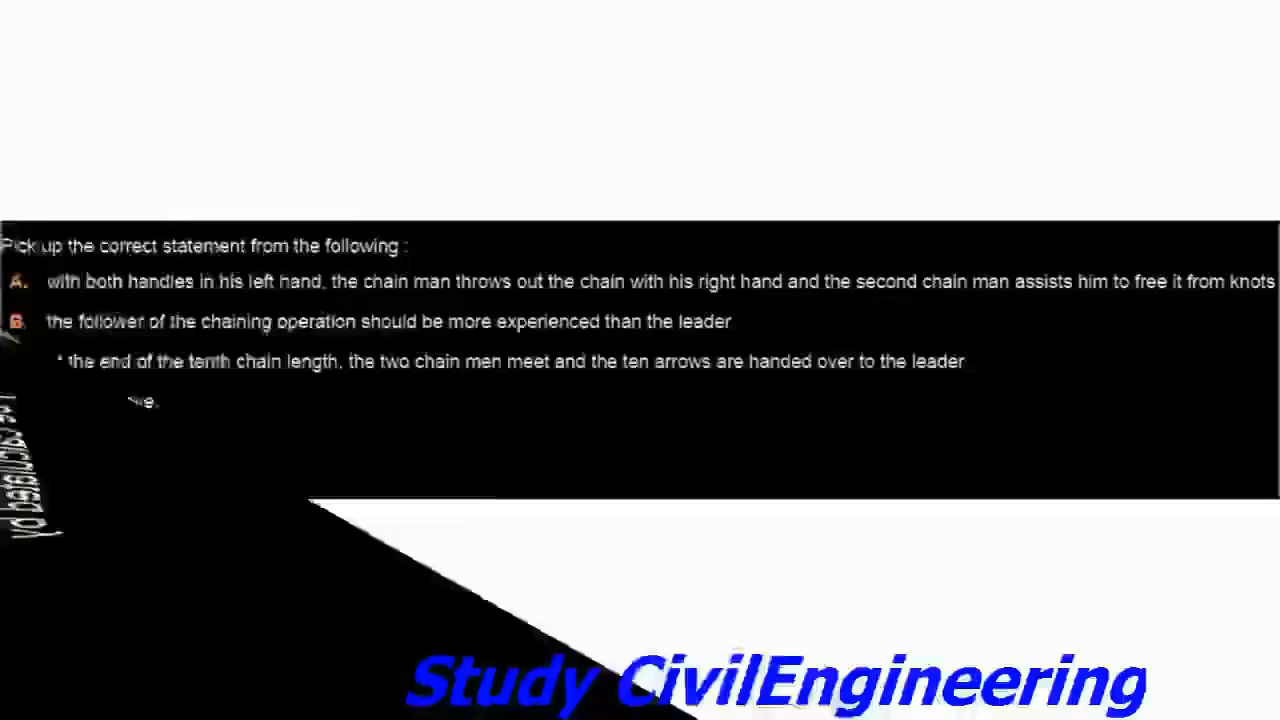 Pick up the correct statement from the following :
A. with both handles in his left hand, the chain man throws out the chain with his right hand and the second chain man assists him to free it from knots
B. the follower of the chaining operation should be more experienced than the leader
the end of the tenth chain length, the two chain men meet and the ten arrows are handed over to the leader
calculated by
Study CivilEngineering